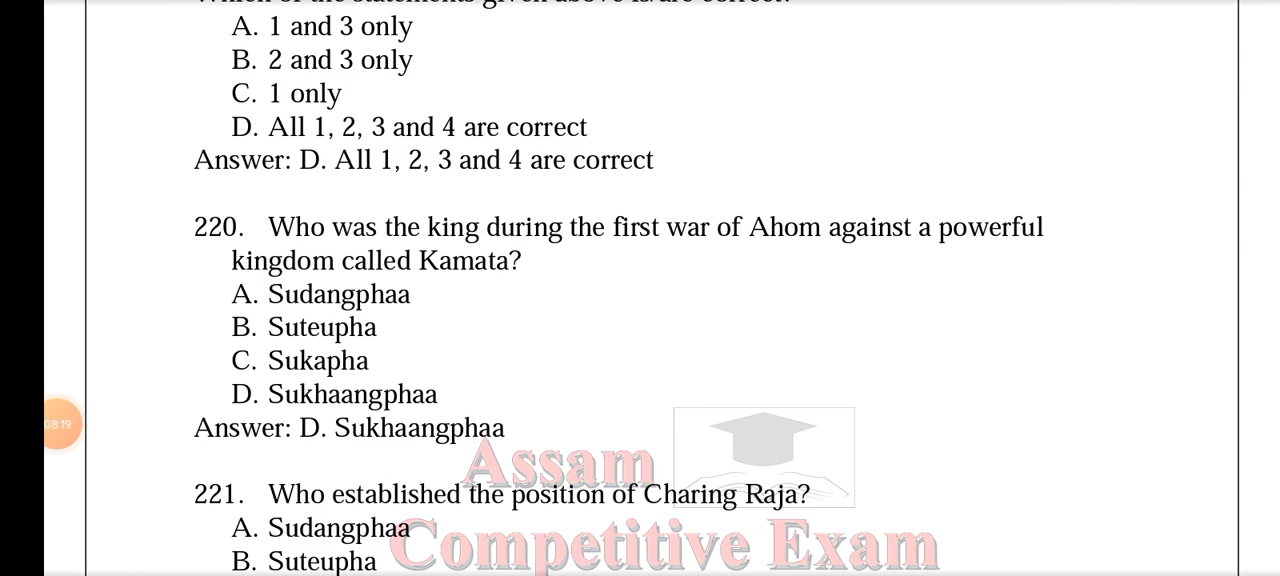 A. 1 and 3 only
B. 2 and 3 only
C. 1 only
D. All 1, 2, 3 and 4 are correct
Answer: D. All 1, 2, 3 and 4 are correct
220. Who was the king during the first war of Ahom against a powerful
kingdom called Kamata?
A. Sudangphaa
B. Suteupha
C. Sukapha
D. Sukhaangphaa
08:19
Answer: D. Sukhaangphaa
Assam
221. Who established the position of Charing Raja?
A. Sudangphaa
Competitive Exam
B. Suteupha